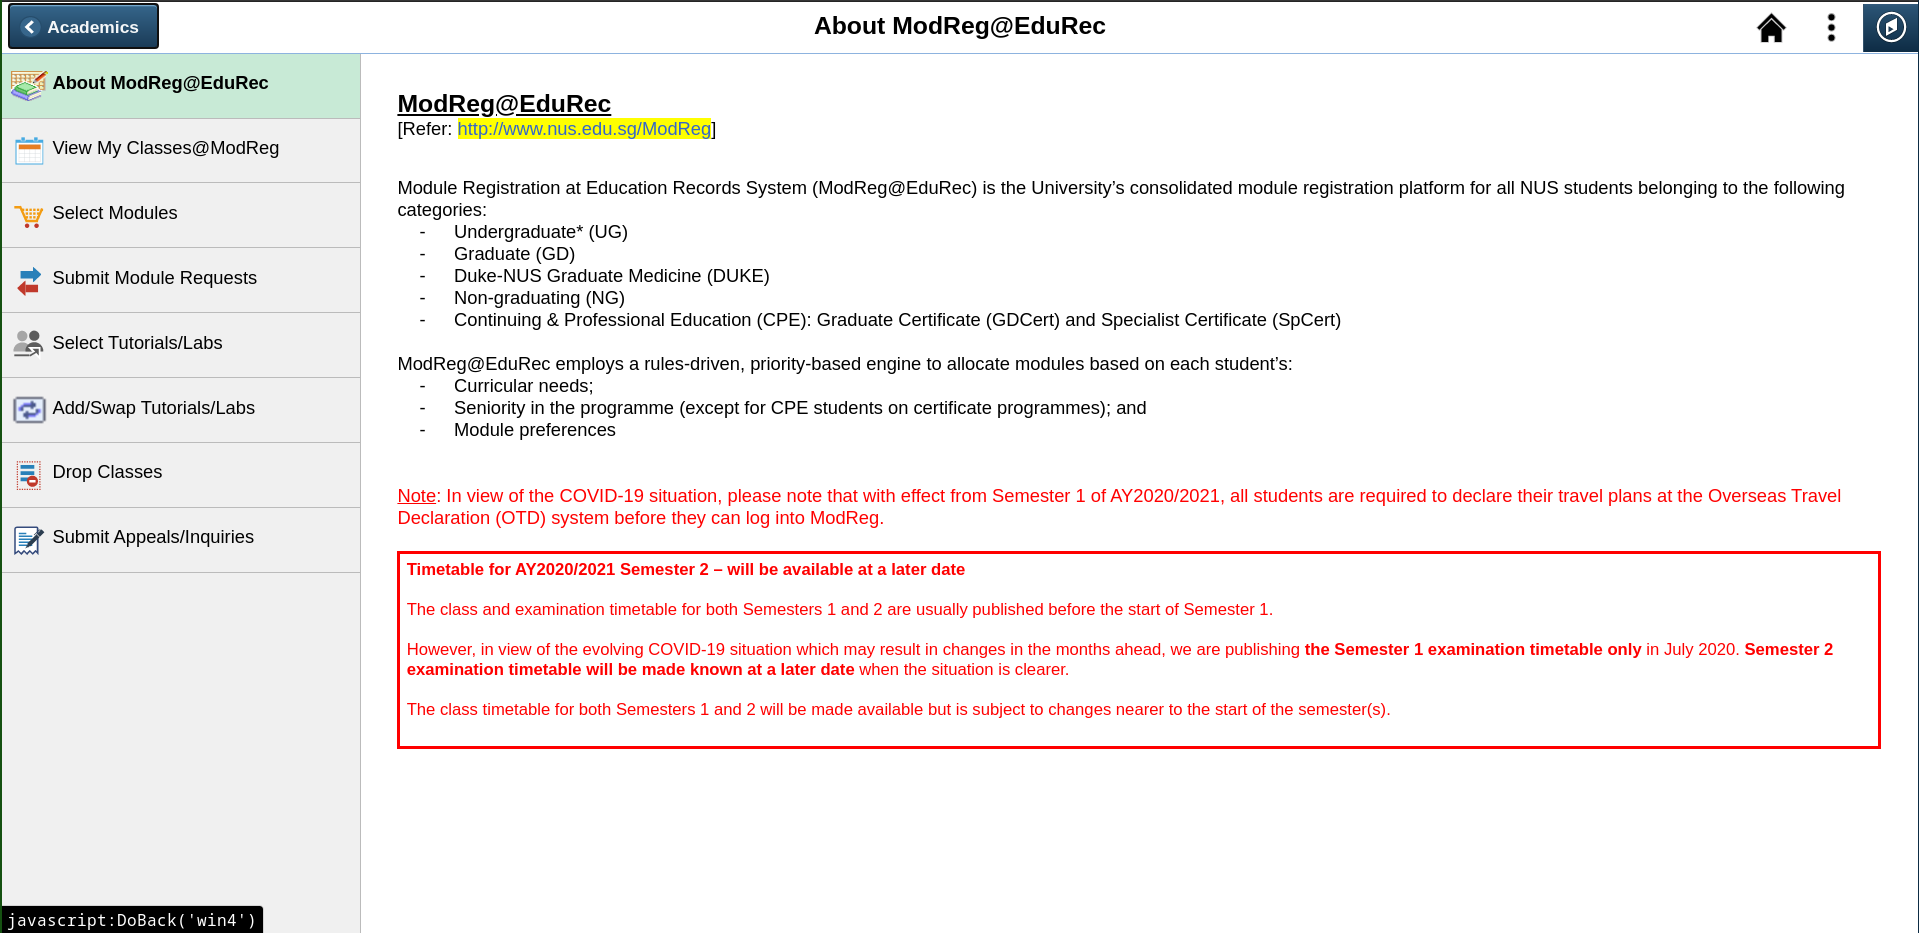 Academics
About ModReg@EduRec
About ModReg@EduRec
View My Classes@ModReg
Select Modules
Submit Module Requests
Select Tutorials/Labs
Add/Swap Tutorials/Labs
Drop Classes
Submit Appeals/Inquiries
ModReg@EduRec
[Refer: http://www.nus.edu.sg/ModReg]
Module Registration at Education Records System (ModReg@EduRec) is the University’s consolidated module registration platform for all NUS students belonging to the following
categories:
- Undergraduate* (UG)
- Graduate (GD)
- Duke-NUS Graduate Medicine (DUKE)
- Non-graduating (NG)
- Continuing & Professional Education (CPE): Graduate Certificate (GDCert) and Specialist Certificate (SpCert)
ModReg@EduRec employs a rules-driven, priority-based engine to allocate modules based on each student’s:
- Curricular needs;
- Seniority in the programme (except for CPE students on certificate programmes); and
- Module preferences
Note: In view of the COVID-19 situation, please note that with effect from Semester 1 of AY2020/2021, all students are required to declare their travel plans at the Overseas Travel
Declaration (OTD) system before they can log into ModReg.
Timetable for AY2020/2021 Semester 2 – will be available at a later date
The class and examination timetable for both Semesters 1 and 2 are usually published before the start of Semester 1.
However, in view of the evolving COVID-19 situation which may result in changes in the months ahead, we are publishing the Semester 1 examination timetable only in July 2020. Semester 2
examination timetable will be made known at a later date when the situation is clearer.
The class timetable for both Semesters 1 and 2 will be made available but is subject to changes nearer to the start of the semester(s).
javascript:DoBack('win4')